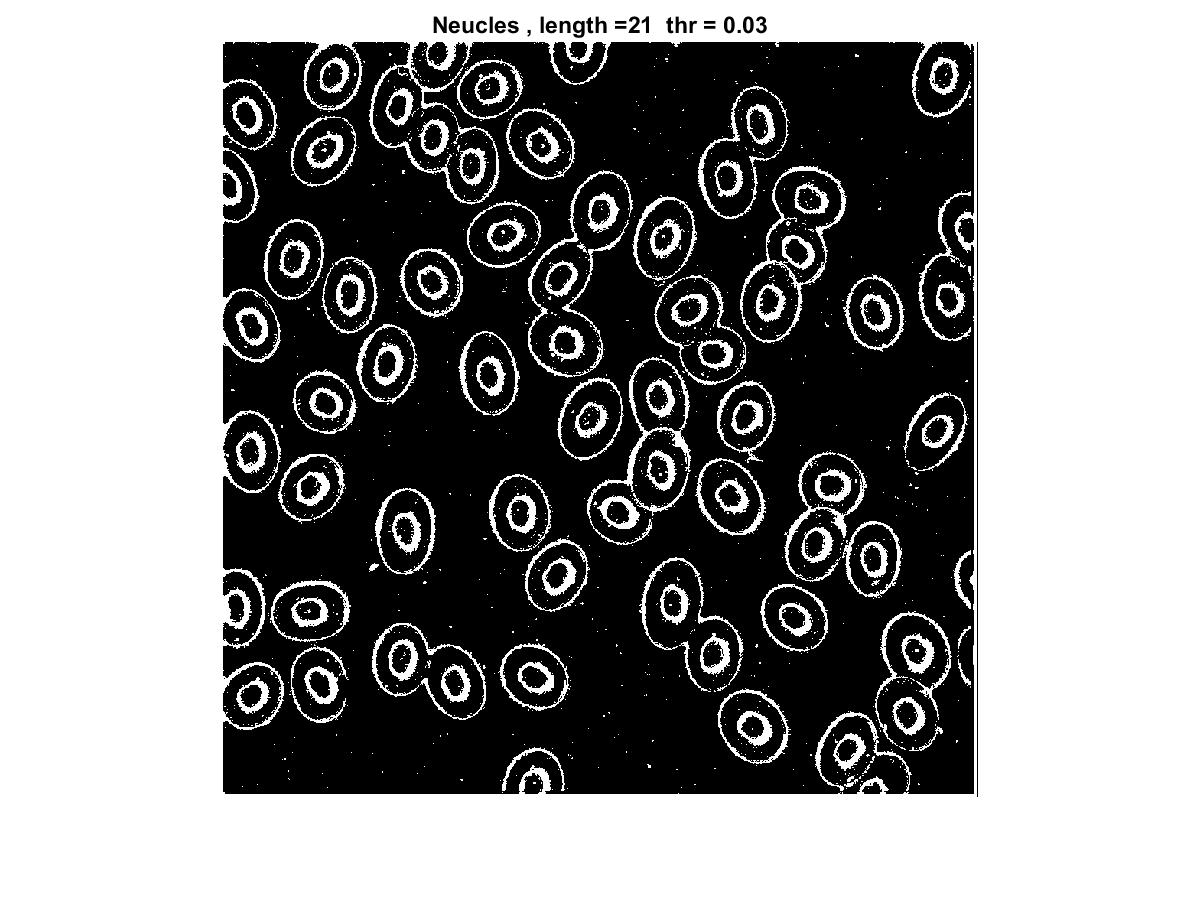 Neucles , length =21  thr = 0.03